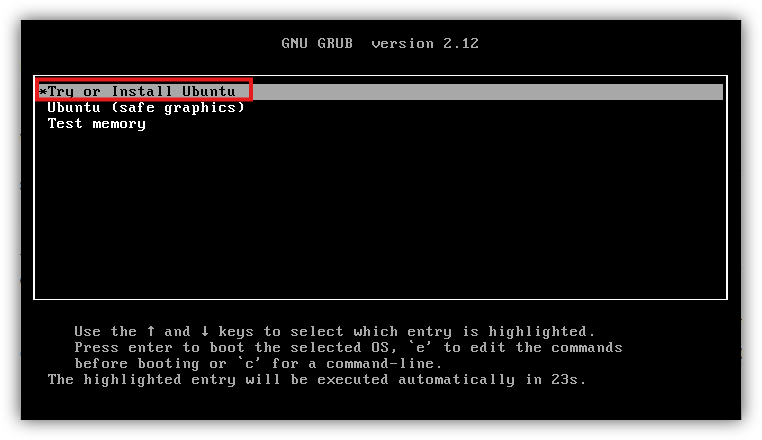 GNU GRUB version 2.12
*Try or Install Ubuntu
Ubuntu (safe graphics)
Test memory
Use the ↑ and ↓ keys to select which entry is highlighted.
Press enter to boot the selected OS, `e' to edit the commands
before booting or `c' for a command-line.
The highlighted entry will be executed automatically in 23s.